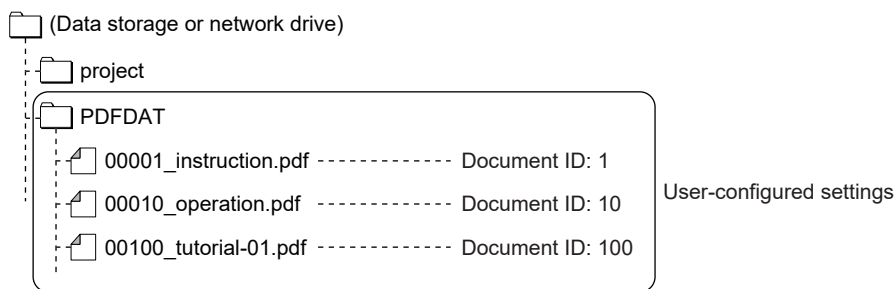 (Data storage or network drive)
project
PDFDAT
00001_instruction.pdf Document ID: 1
00010_operation.pdf Document ID: 10
00100_tutorial-01.pdf Document ID: 100
User-configured settings